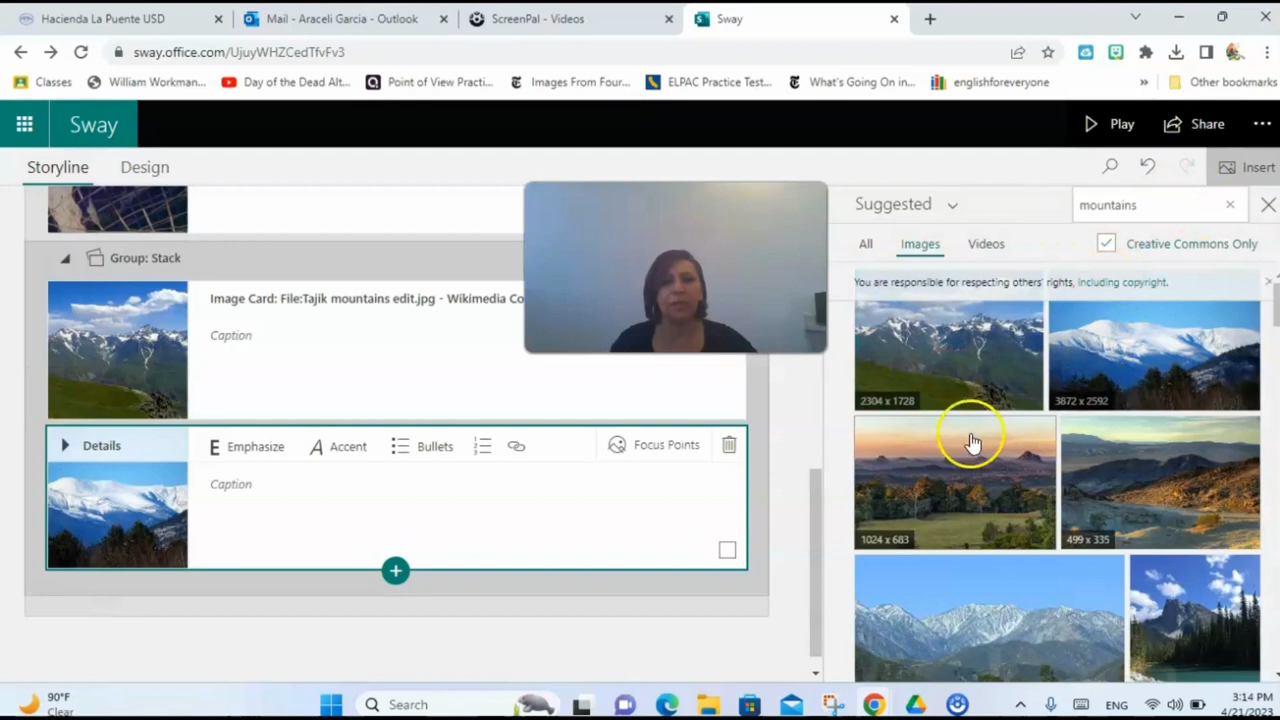 Hacienda La Puente USD
Mail - Araceli Garcia - Outlook
ScreenPal - Videos
Sway
sway.office.com/UjuyWHZCedTfvFv3
Classes
William Workman...
Day of the Dead Alt...
Point of View Practi...
Images From Four...
ELPAC Practice Test...
What's Going On in...
englishforeveryone
Other bookmarks
Sway
Play
Share
Storyline
Design
Insert
Suggested
mountains
All
Images
Videos
Creative Commons Only
You are responsible for respecting others' rights, including copyright.
Group: Stack
Image Card: File:Tajik mountains edit.jpg - Wikimedia Co
Caption
2304 x 1728
3872 x 2592
Details
E Emphasize
A Accent
Bullets
Focus Points
Caption
1024 x 683
499 x 335
90°F
Clear
Search
ENG
3:14 PM
4/21/2023